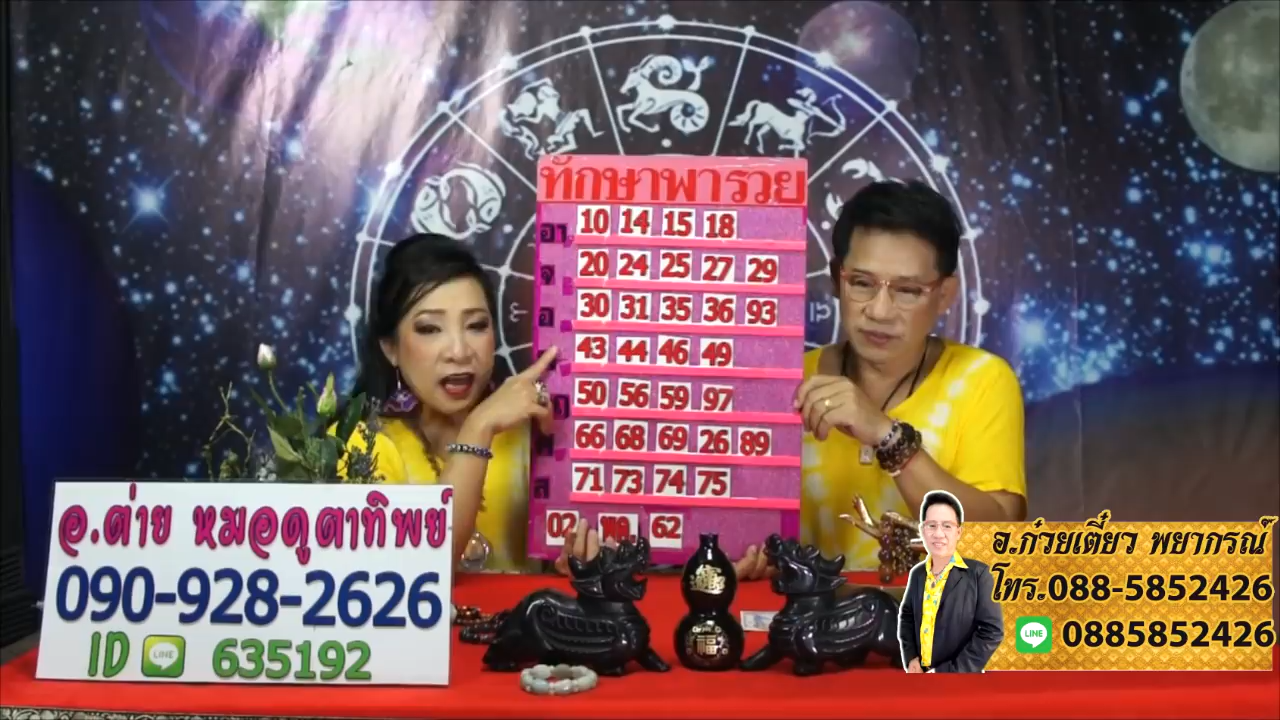 ทักษาพารวย
อา. 10 14 15 18
จ 20 24 25 27 29
อ 30 31 35 36 93
43 44 46 49
50 56 59 97
66 68 69 26 89
ส 71 73 74 75
02 พฤ. 62
อ.ต่าย หมอดูตาทิพย์
090-928-2626
ID LINE 635192
อ.ก๋วยเตี๋ยว พยากรณ์
โทร.088-5852426
LINE 0885852426